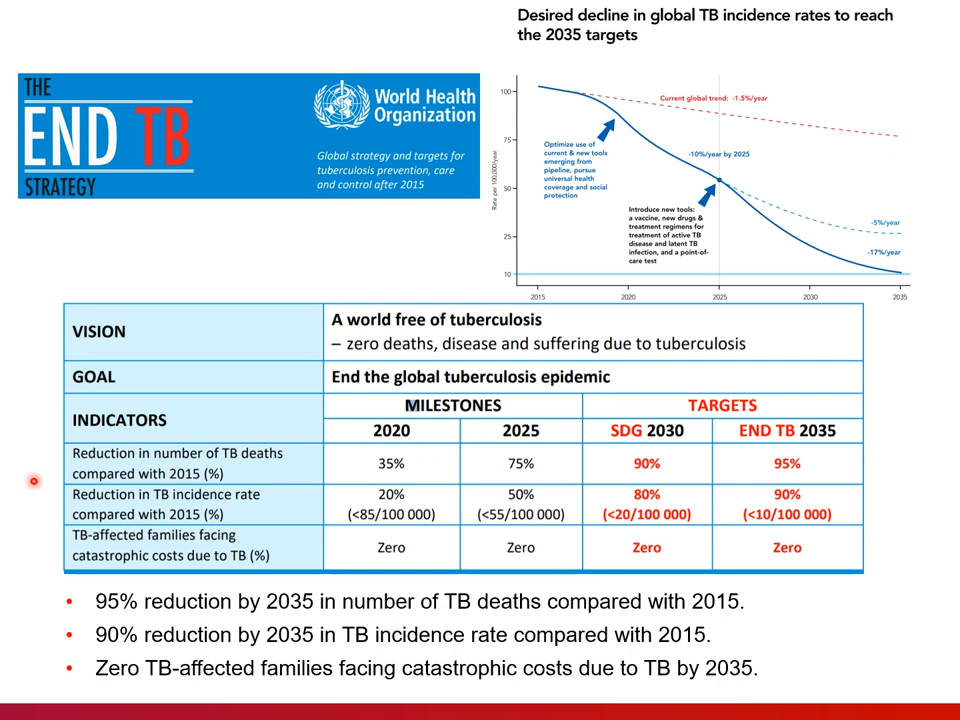 Desired decline in global TB incidence rates to reach
the 2035 targets
THE
END TB
STRATEGY
World Health
Organization
Global strategy and targets for
tuberculosis prevention, care
and control after 2015
Rate per 100,000/year
100
75
50
25
10
2015
2020
2025
2030
2035
Current global trend: -1.5%/year
Optimize use of
current & new tools
emerging from
pipeline, pursue
universal health
coverage and social
protection
-10%/year by 2025
Introduce new tools:
a vaccine, new drugs &
treatment regimens for
treatment of active TB
disease and latent TB
infection, and a point-of-
care test
-5%/year
-17%/year
VISION
A world free of tuberculosis
– zero deaths, disease and suffering due to tuberculosis
GOAL
End the global tuberculosis epidemic
INDICATORS
MILESTONES
TARGETS
2020
2025
SDG 2030
END TB 2035
Reduction in number of TB deaths
compared with 2015 (%)
35%
75%
90%
95%
Reduction in TB incidence rate
compared with 2015 (%)
20%
(<85/100 000)
50%
(<55/100 000)
80%
(<20/100 000)
90%
(<10/100 000)
TB-affected families facing
catastrophic costs due to TB (%)
Zero
Zero
Zero
Zero
• 95% reduction by 2035 in number of TB deaths compared with 2015.
• 90% reduction by 2035 in TB incidence rate compared with 2015.
• Zero TB-affected families facing catastrophic costs due to TB by 2035.